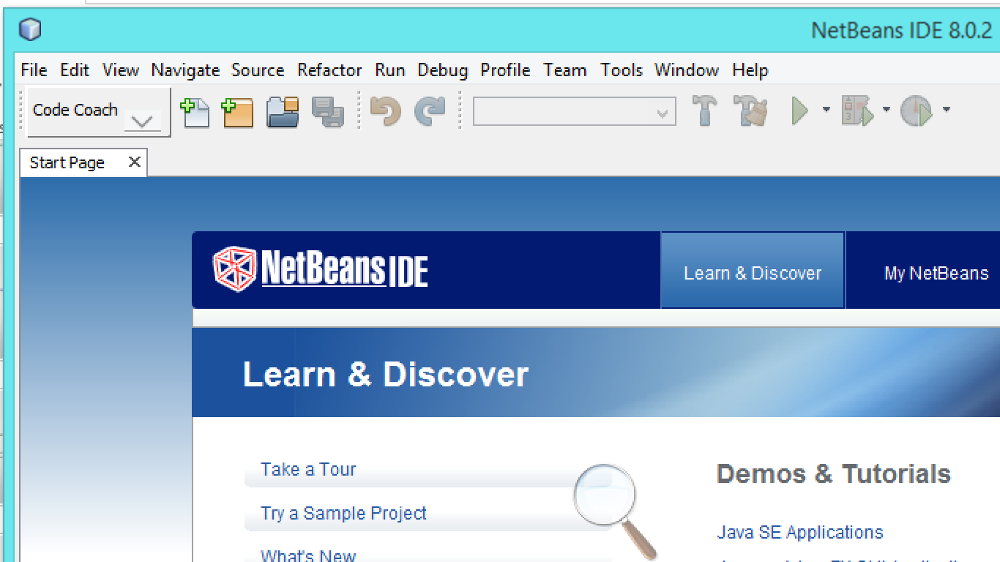 NetBeans IDE 8.0.2
File Edit View Navigate Source Refactor Run Debug Profile Team Tools Window Help
Code Coach
Start Page
NetBeans IDE
Learn & Discover
My NetBeans
Learn & Discover
Take a Tour
Try a Sample Project
What's New
Demos & Tutorials
Java SE Applications